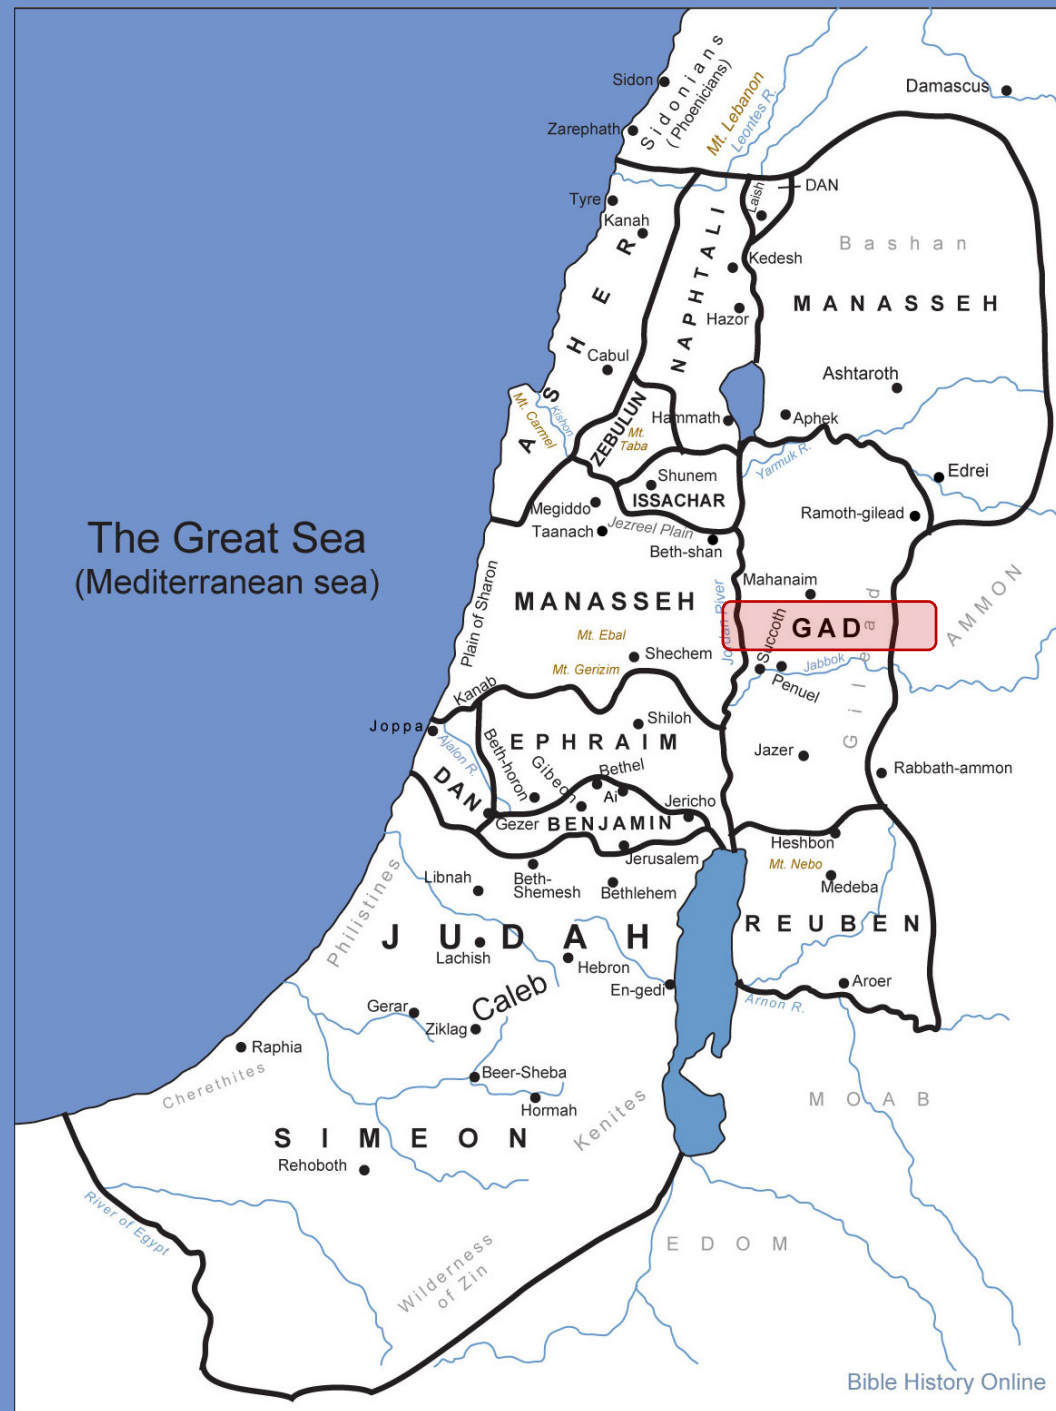 Sidon
Sidonians
(Phoenicians)
Mt. Lebanon
Leontes R.
Damascus
Zarephath
Tyre
Kanah
Laish
DAN
Bashan
Kedesh
MANASSEH
NAPHTALI
ASHER
Hazor
Cabul
Ashtaroth
Mt. Carmel
Kishon
ZEBULUN
Mt.
Taba
Hammath
Aphek
Yarmuk R.
Edrei
Shunem
ISSACHAR
Megiddo
Taanach
Jezreel Plain
Beth-shan
Ramoth-gilead
The Great Sea
(Mediterranean sea)
Plain of Sharon
MANASSEH
Mt. Ebal
Mt. Gerizim
Shechem
Jordan River
Mahanaim
GAD
Gilead
AMMON
Succoth
Jabbok
Penuel
Kanab
Joppa
Ajalon R.
Shiloh
EPHRAIM
Beth-horon
Gibeon
Bethel
Ai
Jericho
Jazer
Rabbath-ammon
DAN
Gezer
BENJAMIN
Jerusalem
Heshbon
Mt. Nebo
Medeba
Philistines
Libnah
Beth-
Shemesh
Bethlehem
REUBEN
JUDAH
Lachish
Hebron
En-gedi
Aroer
Arnon R.
Caleb
Gerar
Ziklag
Raphia
Cherethites
Beer-Sheba
Hormah
Kenites
MOAB
SIMEON
Rehoboth
River of Egypt
Wilderness
of Zin
EDOM
Bible History Online